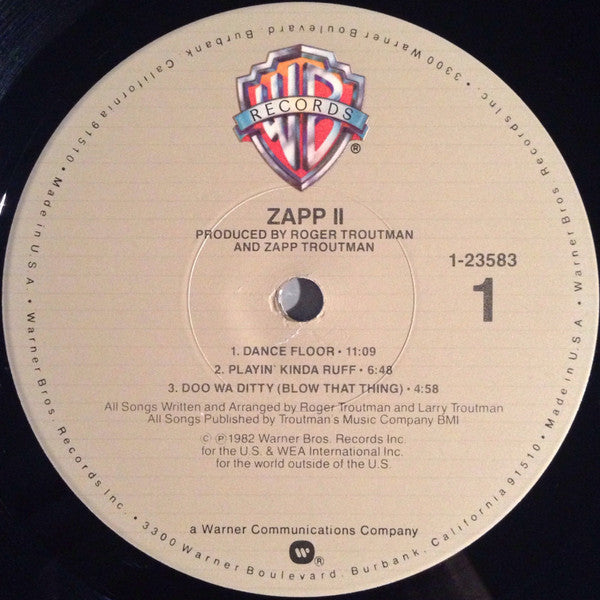 WB
RECORDS
®
ZAPP II
PRODUCED BY ROGER TROUTMAN
AND ZAPP TROUTMAN
1-23583
1
1. DANCE FLOOR • 11:09
2. PLAYIN' KINDA RUFF • 6:48
3. DOO WA DITTY (BLOW THAT THING) • 4:58
All Songs Written and Arranged by Roger Troutman and Larry Troutman
All Songs Published by Troutman's Music Company BMI
© ℗ 1982 Warner Bros. Records Inc.
for the U.S. & WEA International Inc.
for the world outside of the U.S.
a Warner Communications Company
W ®
Warner Bros. Records Inc. • 3300 Warner Boulevard, Burbank, California 91510 • Made in U.S.A. • Warner Bros. Records Inc. • 3300 Warner Boulevard, Burbank, California 91510 • Made in U.S.A. •